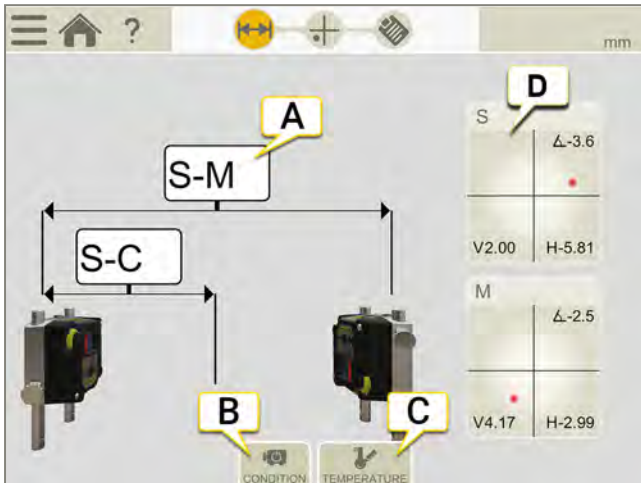 ?
mm
A
D
S
∡-3.6
S-M
V2.00 H-5.81
S-C
M
∡-2.5
B
C
V4.17 H-2.99
CONDITION
TEMPERATURE